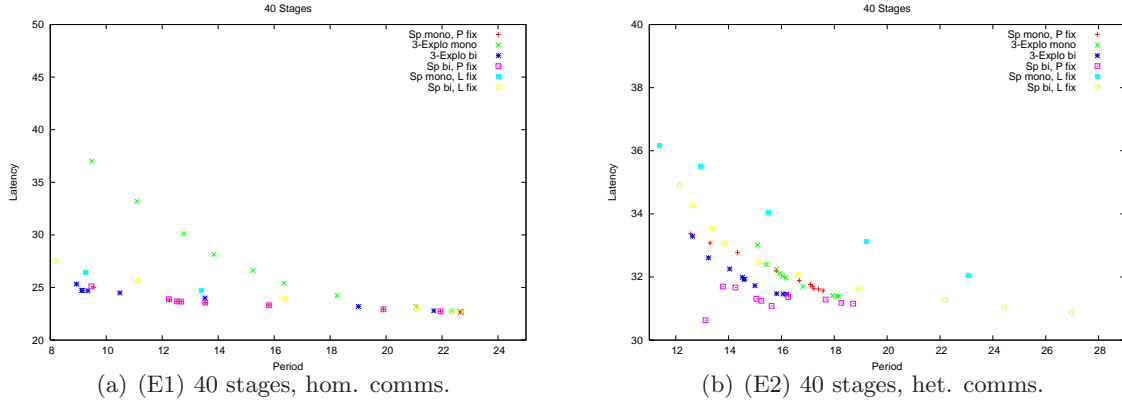 40 Stages
50
45
40
35
30
25
20
Latency
8
10
12
14
16
18
20
22
24
Period
Sp mono, P fix
3-Explo mono
3-Explo bi
Sp bi, P fix
Sp mono, L fix
Sp bi, L fix
(a) (E1) 40 stages, hom. comms.
40 Stages
40
38
36
34
32
30
Latency
12
14
16
18
20
22
24
26
28
Period
Sp mono, P fix
3-Explo mono
3-Explo bi
Sp bi, P fix
Sp mono, L fix
Sp bi, L fix
(b) (E2) 40 stages, het. comms.